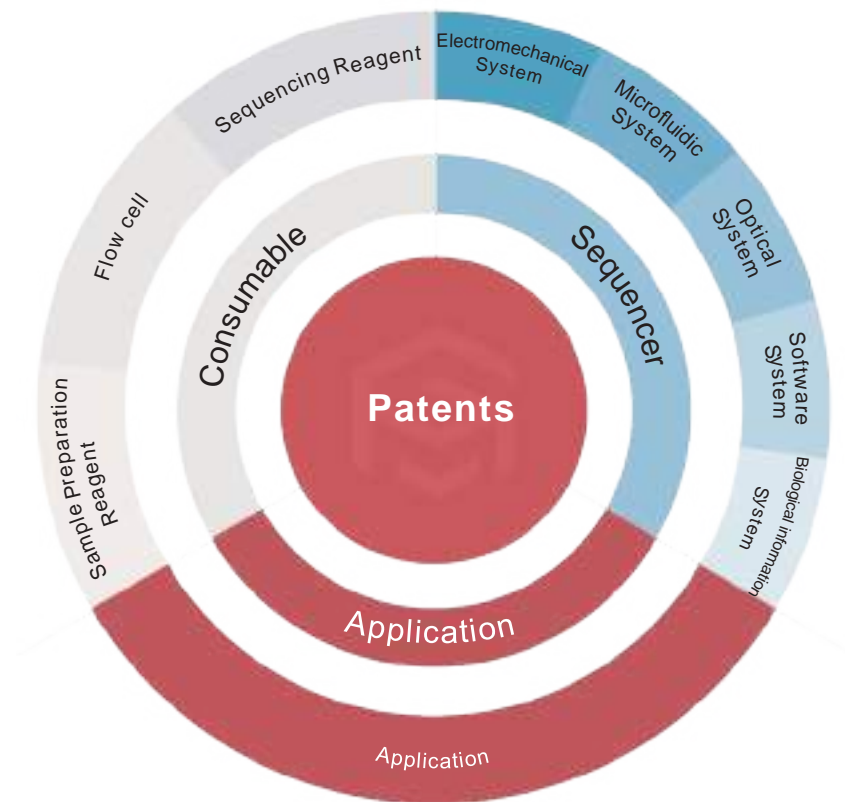 Electromechanical
System
Microfluidic
System
Optical
System
Software
System
Biological information
System
Sequencing Reagent
Flow cell
Sample Preparation
Reagent
Consumable
Sequencer
Patents
Application
Application